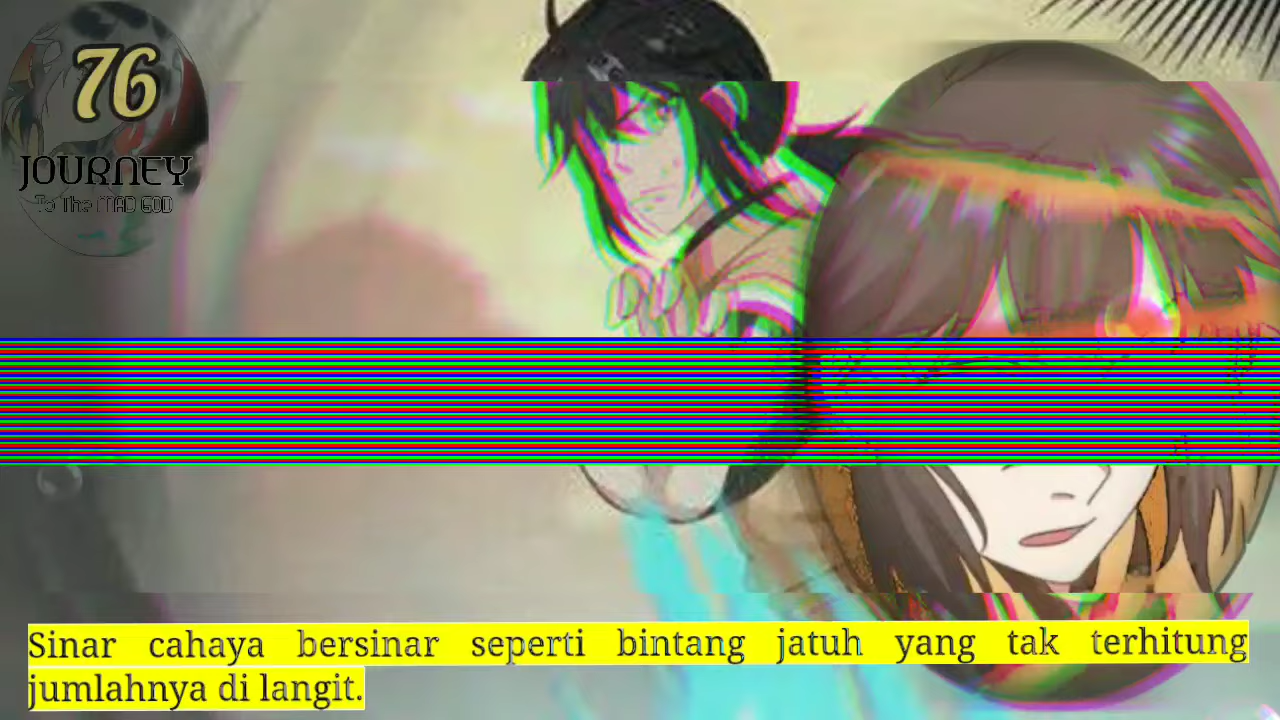 76
JOURNEY
To The MAD GOD
Sinar cahaya bersinar seperti bintang jatuh yang tak terhitung
jumlahnya di langit.